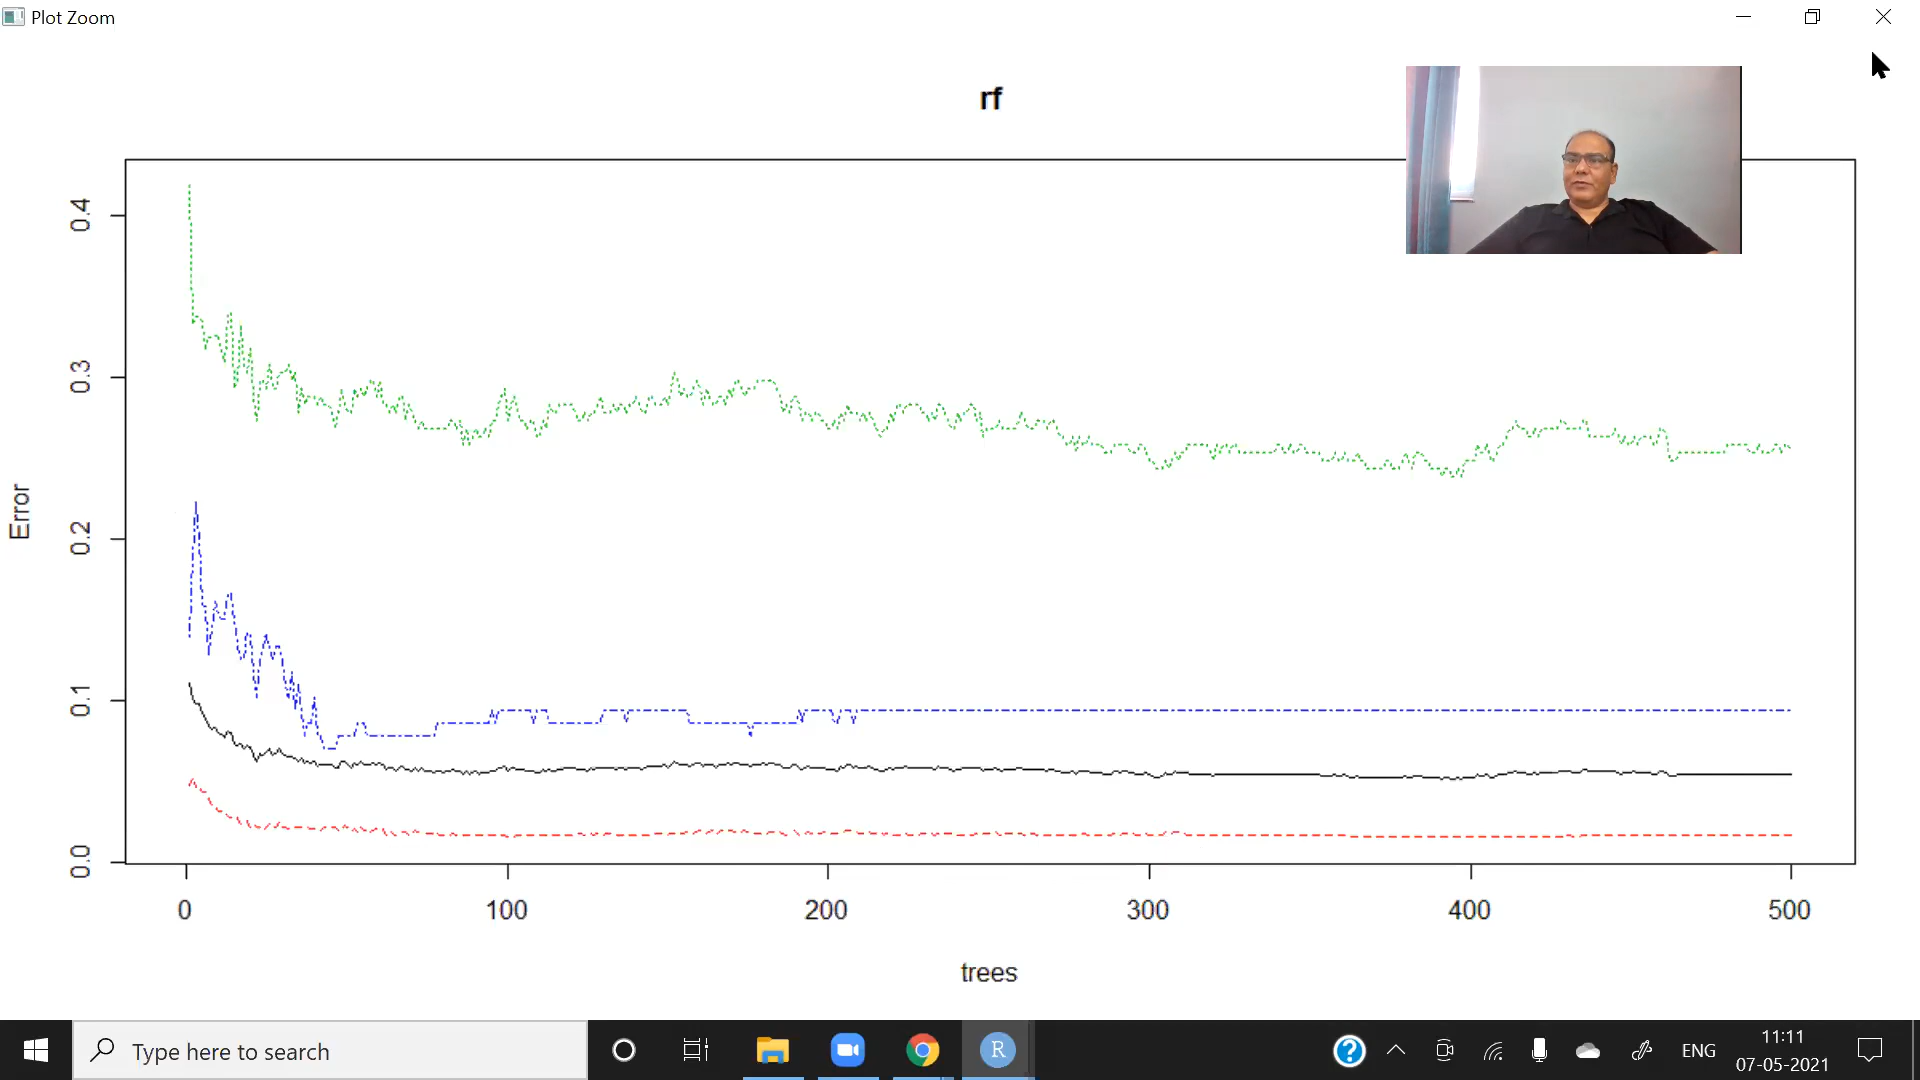 Plot Zoom
rf
Error
0.4
0.3
0.2
0.1
0.0
0 100 200 300 400 500
trees
Type here to search
R
?
ENG
11:11
07-05-2021